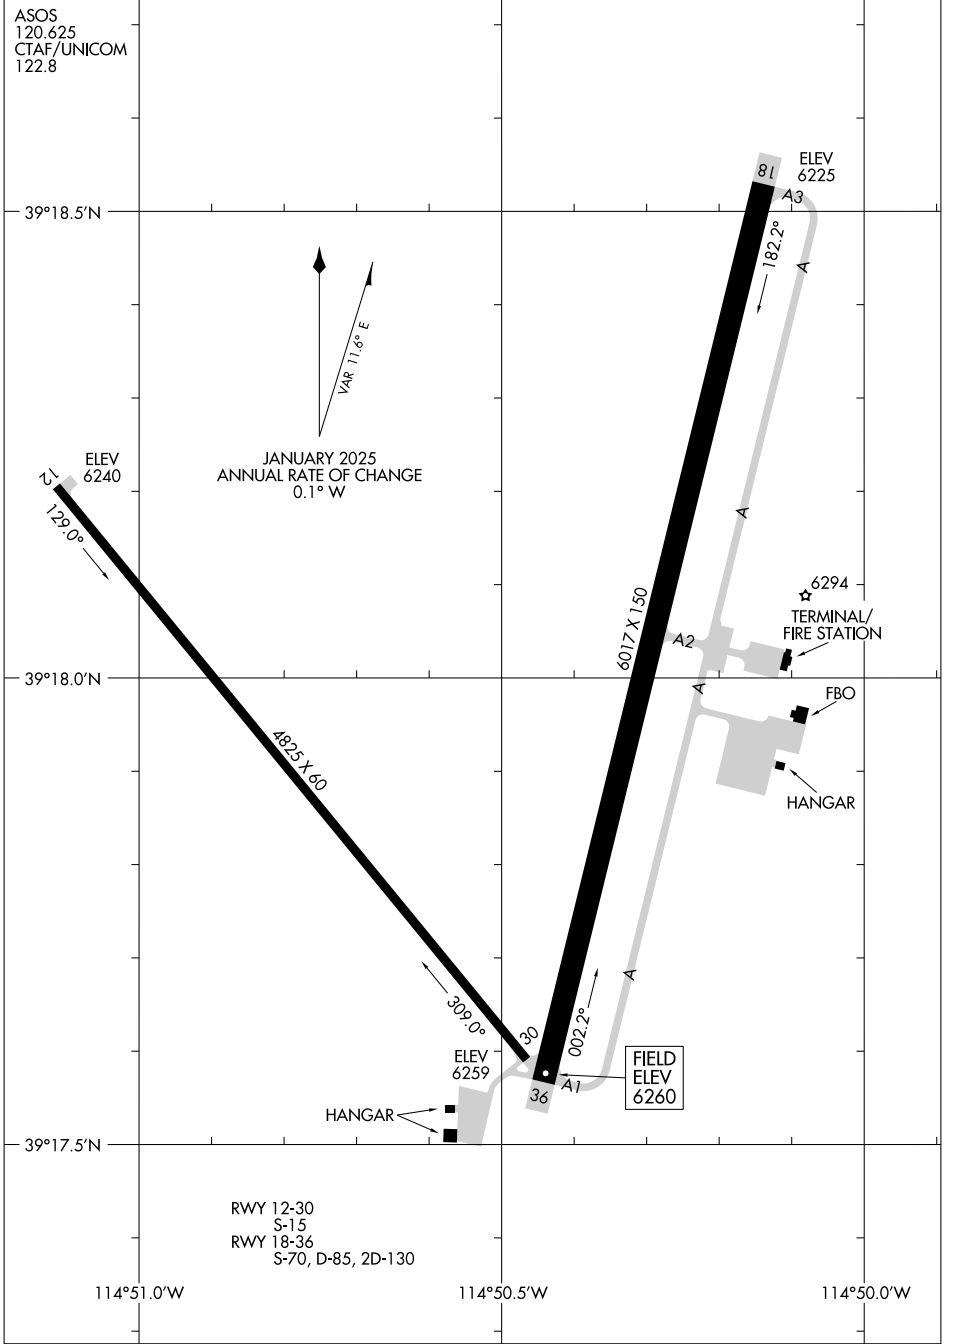 ASOS
120.625
CTAF/UNICOM
122.8
ELEV
6225
18
A3
39°18.5'N
182.2°
A
VAR 11.6° E
JANUARY 2025
ANNUAL RATE OF CHANGE
0.1° W
ELEV
6240
12
129.0°
A
6294
TERMINAL/
FIRE STATION
6017 X 150
A2
39°18.0'N
A
FBO
4825 X 60
HANGAR
A
309.0°
30
002.2°
ELEV
6259
FIELD
ELEV
6260
A1
36
HANGAR
39°17.5'N
RWY 12-30
S-15
RWY 18-36
S-70, D-85, 2D-130
114°51.0'W
114°50.5'W
114°50.0'W